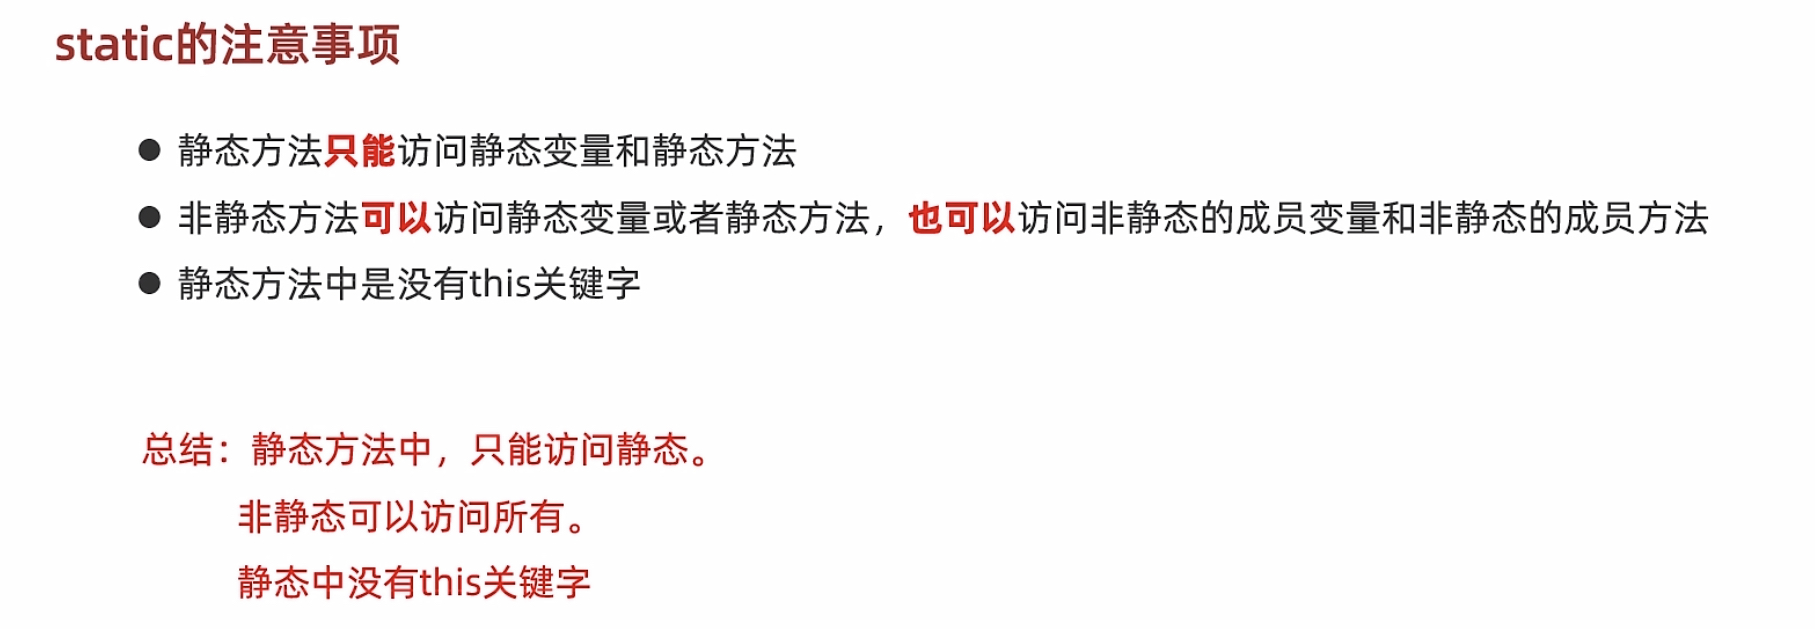 static的注意事项
● 静态方法只能访问静态变量和静态方法
● 非静态方法可以访问静态变量或者静态方法，也可以访问非静态的成员变量和非静态的成员方法
● 静态方法中是没有this关键字
总结：静态方法中，只能访问静态。
非静态可以访问所有。
静态中没有this关键字